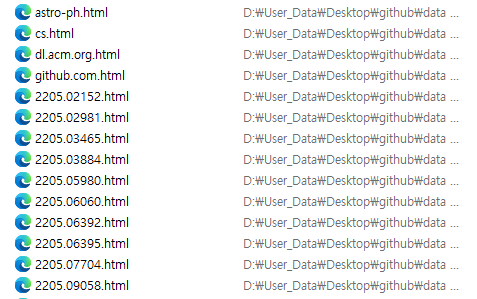 astro-ph.html D:₩User_Data₩Desktop₩github₩data ...
cs.html D:₩User_Data₩Desktop₩github₩data ...
dl.acm.org.html D:₩User_Data₩Desktop₩github₩data ...
github.com.html D:₩User_Data₩Desktop₩github₩data ...
2205.02152.html D:₩User_Data₩Desktop₩github₩data ...
2205.02981.html D:₩User_Data₩Desktop₩github₩data ...
2205.03465.html D:₩User_Data₩Desktop₩github₩data ...
2205.03884.html D:₩User_Data₩Desktop₩github₩data ...
2205.05980.html D:₩User_Data₩Desktop₩github₩data ...
2205.06060.html D:₩User_Data₩Desktop₩github₩data ...
2205.06392.html D:₩User_Data₩Desktop₩github₩data ...
2205.06395.html D:₩User_Data₩Desktop₩github₩data ...
2205.07704.html D:₩User_Data₩Desktop₩github₩data ...
2205.09058.html D:₩User_Data₩Desktop₩github₩data ...